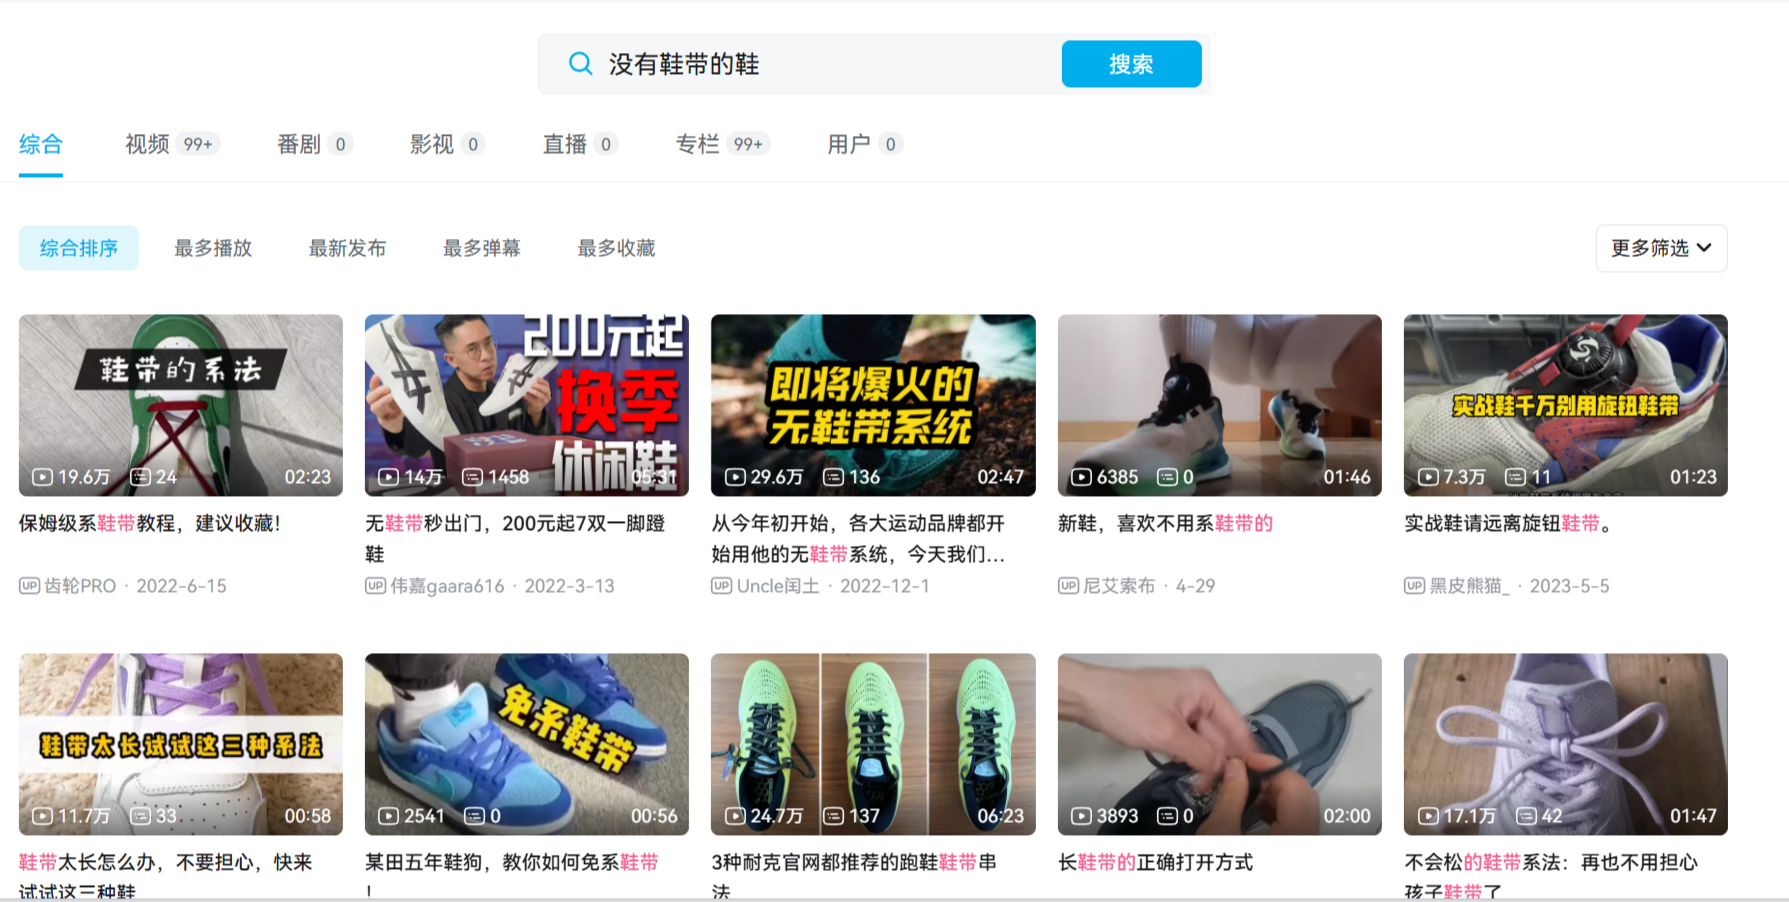 没有鞋带的鞋
搜索
综合
视频 99+
番剧 0
影视 0
直播 0
专栏 99+
用户 0
综合排序
最多播放
最新发布
最多弹幕
最多收藏
更多筛选
鞋带的系法
19.6万 24 02:23
保姆级系鞋带教程，建议收藏！
UP 齿轮PRO · 2022-6-15
200元起
换季
休闲鞋
14万 1458 05:31
无鞋带秒出门，200元起7双一脚蹬
鞋
UP 伟嘉gaara616 · 2022-3-13
即将爆火的
无鞋带系统
29.6万 136 02:47
从今年初开始，各大运动品牌都开
始用他的无鞋带系统，今天我们...
UP Uncle闰土 · 2022-12-1
6385 0 01:46
新鞋，喜欢不用系鞋带的
UP 尼艾索布 · 4-29
实战鞋千万别用旋钮鞋带
7.3万 11 01:23
实战鞋请远离旋钮鞋带。
UP 黑皮熊猫_ · 2023-5-5
鞋带太长试试这三种系法
11.7万 33 00:58
鞋带太长怎么办，不要担心，快来
试试这三种鞋
免系鞋带
2541 0 00:56
某田五年鞋狗，教你如何免系鞋带
！
24.7万 137 06:23
3种耐克官网都推荐的跑鞋鞋带串
法
3893 0 02:00
长鞋带的正确打开方式
17.1万 42 01:47
不会松的鞋带系法：再也不用担心
孩子鞋带了